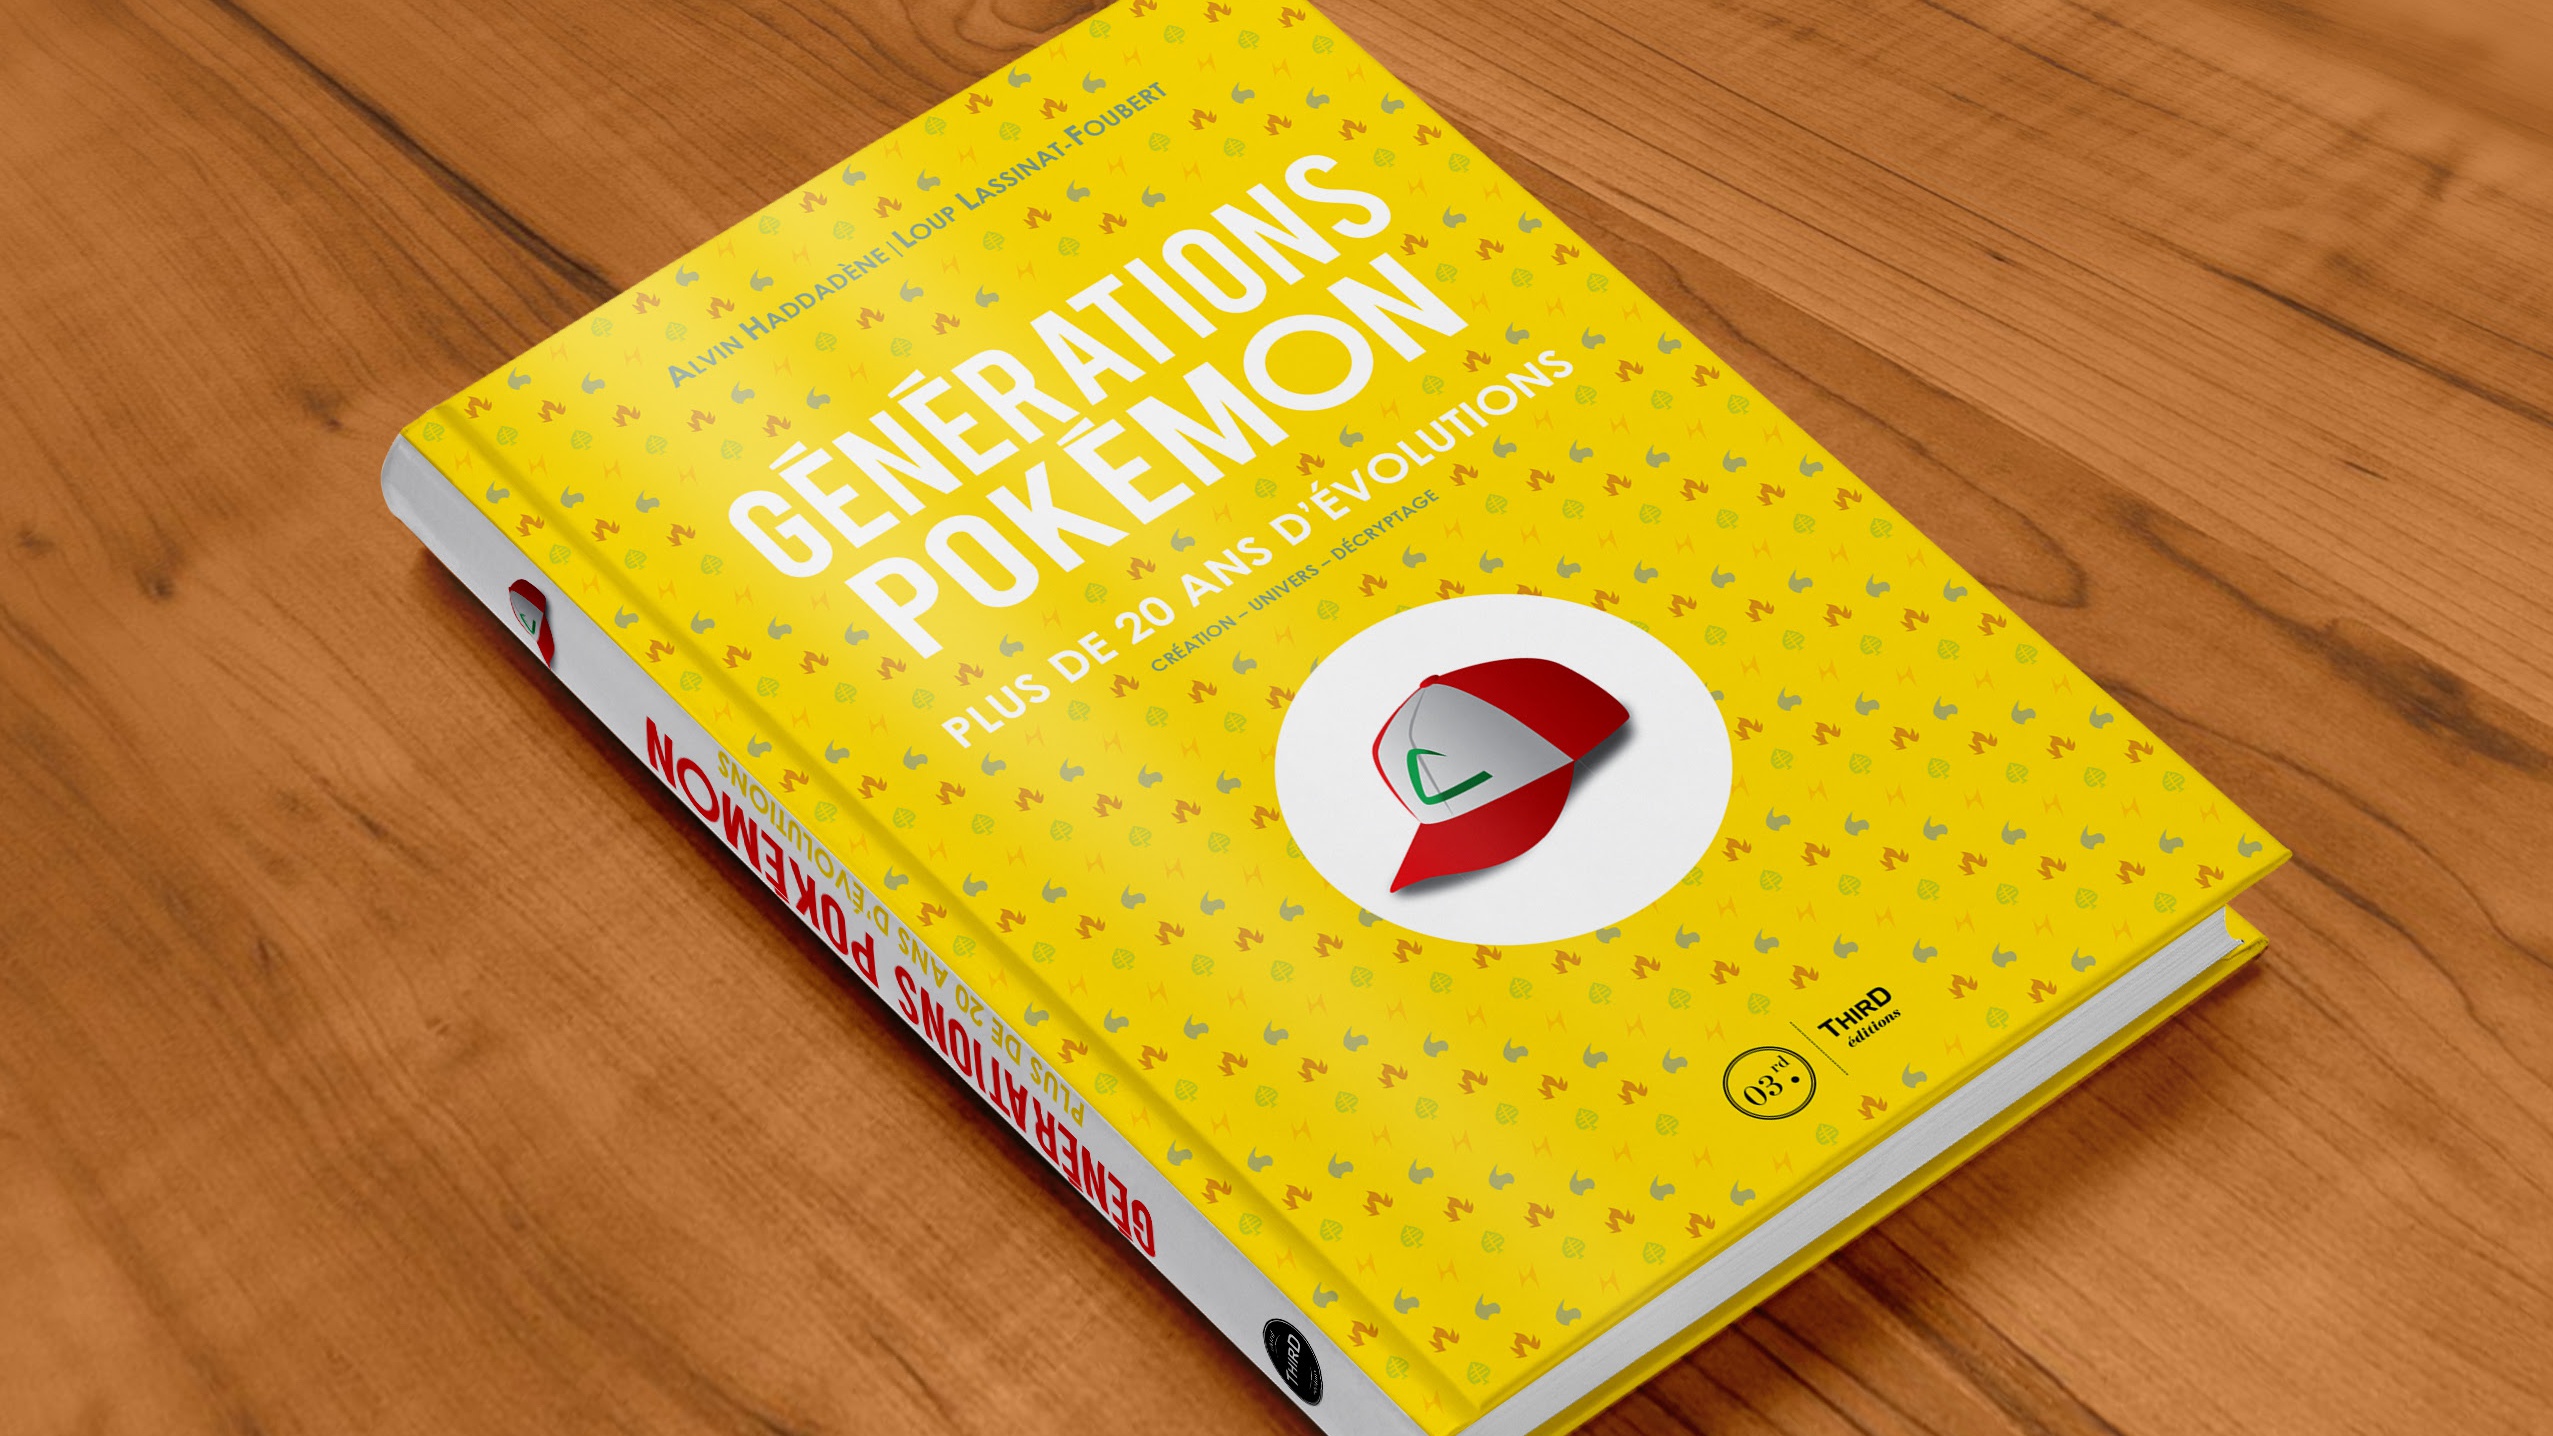 ALVIN HADDADÈNE | LOUP LASSINAT-FOUBERT
GÉNÉRATIONS
POKÉMON
PLUS DE 20 ANS D'ÉVOLUTIONS
CRÉATION – UNIVERS – DÉCRYPTAGE
03rd.
THIRD
éditions
GÉNÉRATIONS POKÉMON
PLUS DE 20 ANS D'ÉVOLUTIONS
THIRD